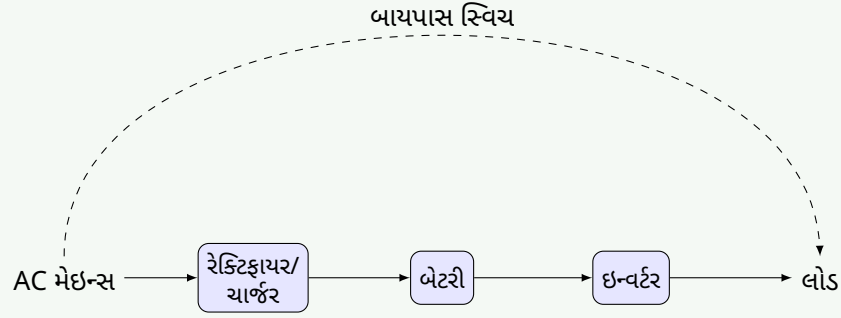 બાયપાસ સ્વિચ
AC મેઇન્સ
રેક્ટિફાયર/
ચાર્જર
બેટરી
ઇન્વર્ટર
લોડ